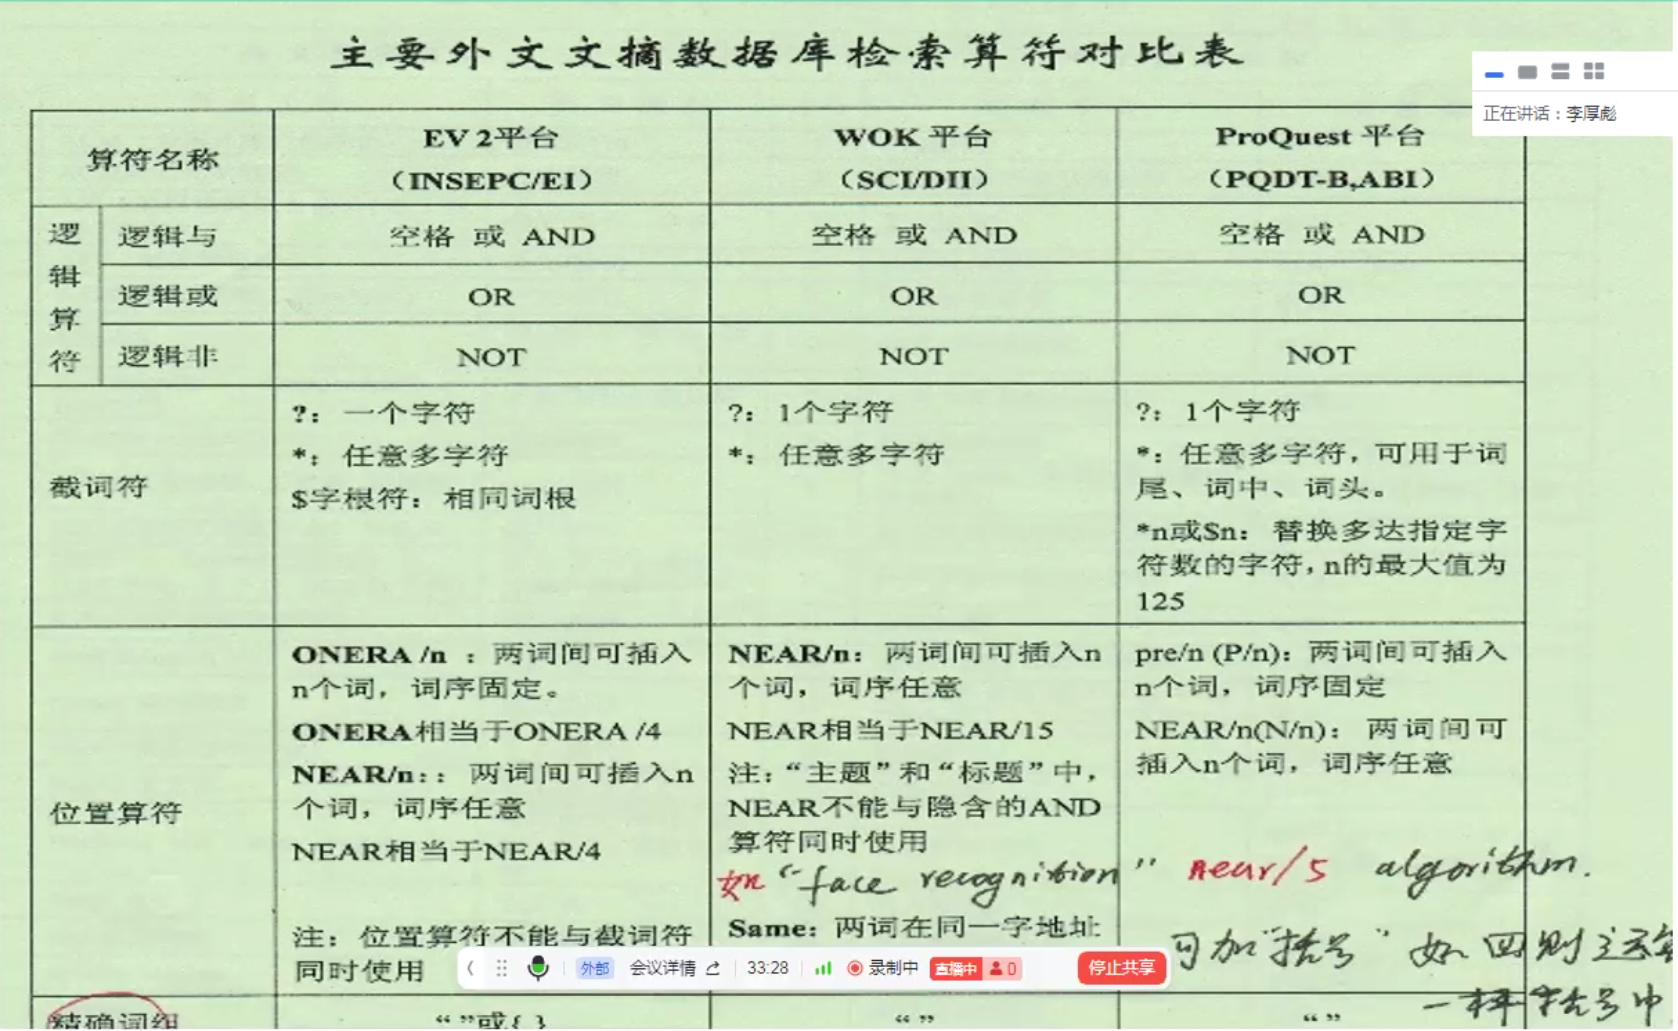 主要外文文摘数据库检索算符对比表
正在讲话：李厚彪
算符名称
EV 2平台
（INSEPC/EI）
WOK 平台
（SCI/DII）
ProQuest 平台
（PQDT-B,ABI）
逻辑算符
逻辑与
空格 或 AND
空格 或 AND
空格 或 AND
逻辑或
OR
OR
OR
逻辑非
NOT
NOT
NOT
截词符
?：一个字符
*：任意多字符
$字根符：相同词根
?：1个字符
*：任意多字符
?：1个字符
*：任意多字符，可用于词
尾、词中、词头。
*n或$n：替换多达指定字
符数的字符，n的最大值为
125
位置算符
ONERA /n ：两词间可插入
n个词，词序固定。
ONERA相当于ONERA /4
NEAR/n:：两词间可插入n
个词，词序任意
NEAR相当于NEAR/4
注：位置算符不能与截词符
同时使用
NEAR/n：两词间可插入n
个词，词序任意
NEAR相当于NEAR/15
注：“主题”和“标题”中，
NEAR不能与隐含的AND
算符同时使用
如“face recognition” near/5 algorithm.
Same：两词在同一字地址
pre/n (P/n)：两词间可插入
n个词，词序固定
NEAR/n(N/n)：两词间可
插入n个词，词序任意
可加“括号” 如四则运算
一样括号中
外部
会议详情
33:28
录制中
直播中
0
停止共享
精确词组
“ ”或{ }
“ ”
“ ”